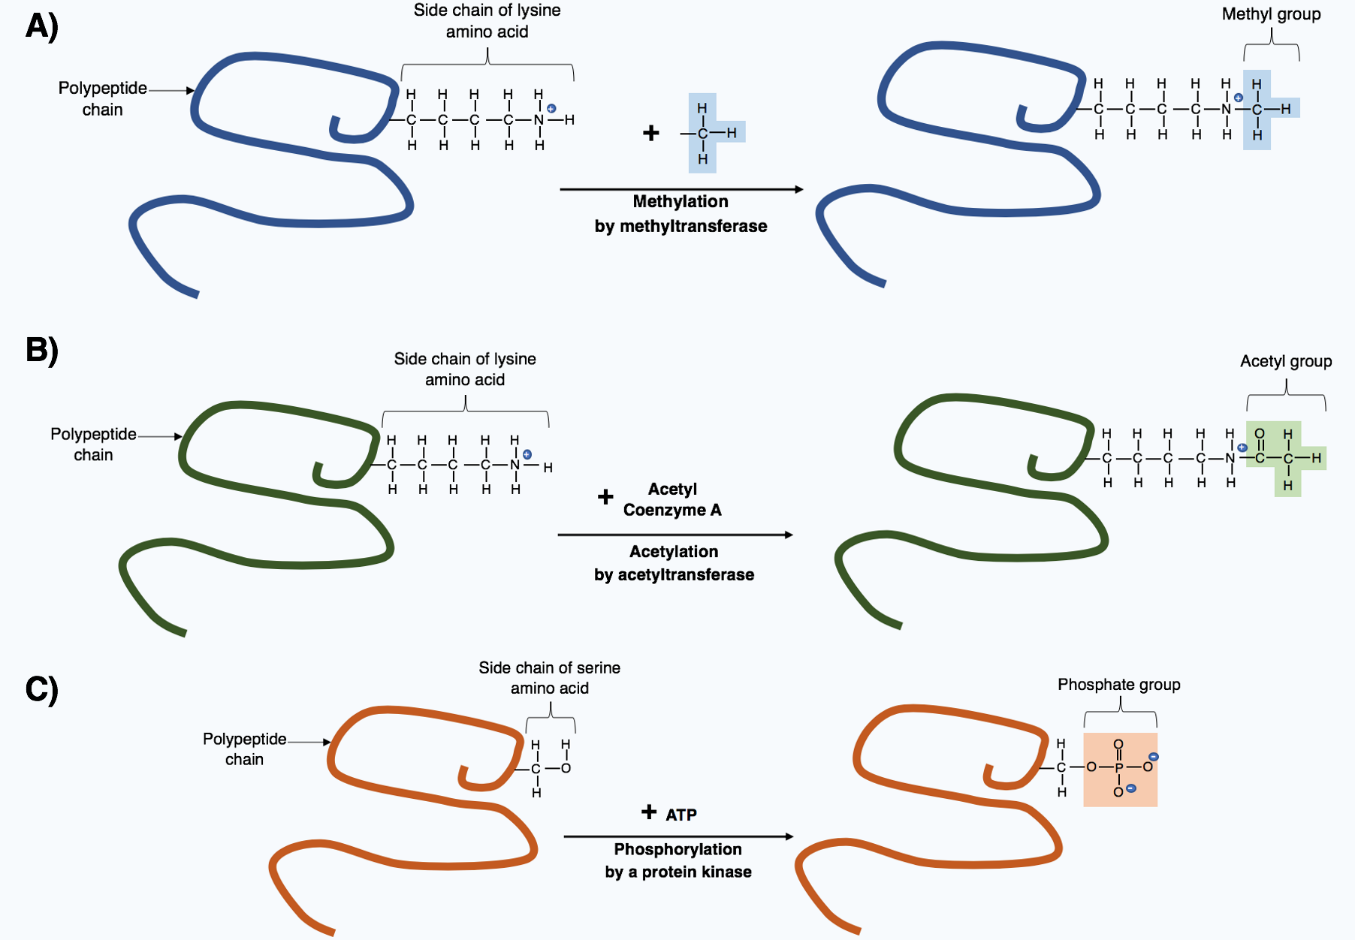 A)
Side chain of lysine
amino acid
Polypeptide
chain
H H H H H
C C C C N + H
H H H H H
+
H
C H
H
Methylation
by methyltransferase
Methyl group
H H H H H H
C C C C N + C H
H H H H H H
B)
Side chain of lysine
amino acid
Polypeptide
chain
H H H H H
C C C C N + H
H H H H H
+ Acetyl
Coenzyme A
Acetylation
by acetyltransferase
Acetyl group
H H H H H O H
C C C C N + C C H
H H H H H H
C)
Side chain of serine
amino acid
Polypeptide
chain
H H
C O
H
+ ATP
Phosphorylation
by a protein kinase
Phosphate group
H O
C O P O -
H O -